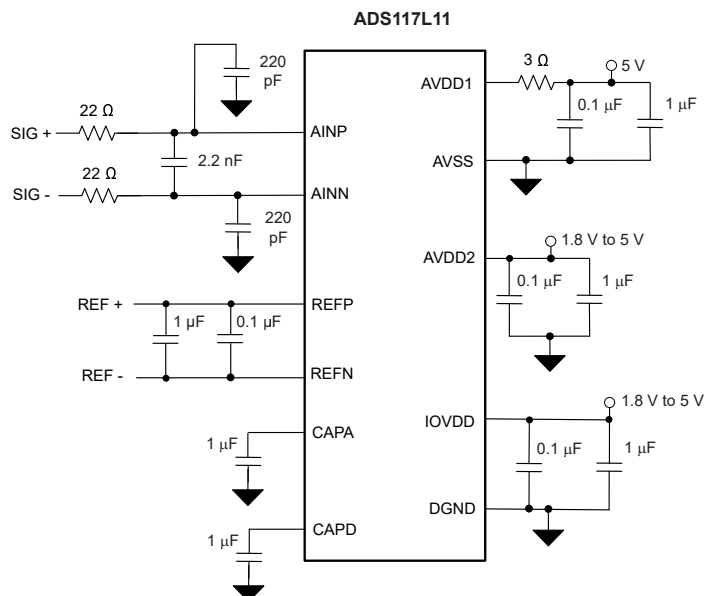 ADS117L11
220
pF
22 Ω
SIG +
AINP
2.2 nF
22 Ω
SIG -
AINN
220
pF
REF +
REFP
1 µF
0.1 µF
REF -
REFN
1 µF
CAPA
1 µF
CAPD
AVDD1
3 Ω
5 V
0.1 µF
1 µF
AVSS
1.8 V to 5 V
AVDD2
0.1 µF
1 µF
1.8 V to 5 V
IOVDD
0.1 µF
1 µF
DGND